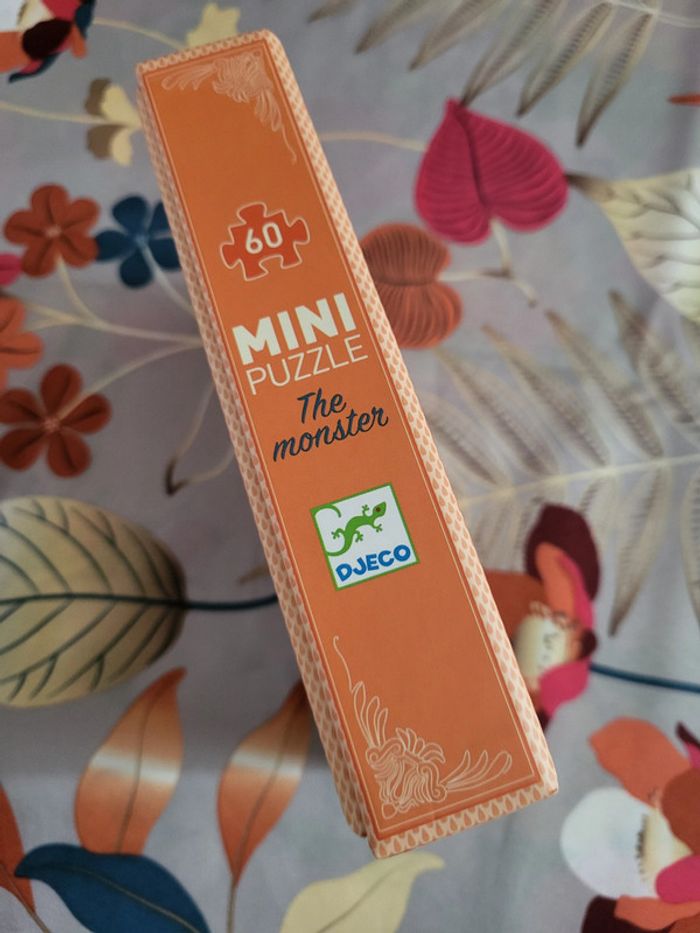 60
MINI
PUZZLE
The
monster
DJECO